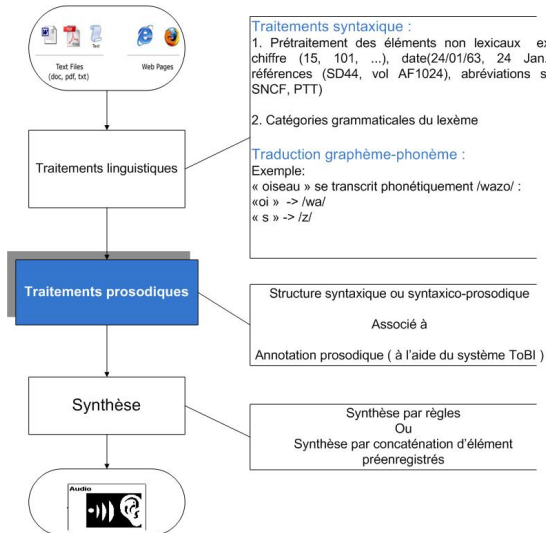 Text Files
(doc, pdf, txt)
Web Pages
Traitements linguistiques
Traitements syntaxique :
1. Prétraitement des éléments non lexicaux
chiffre (15, 101, ...), date(24/01/63, 24 Jan.
références (SD44, vol AF1024), abréviations
SNCF, PTT)
2. Catégories grammaticales du lexème
Traduction graphème-phonème :
Exemple:
« oiseau » se transcrit phonétiquement /wazo/ :
«oi » -> /wa/
« s » -> /z/
Traitements prosodiques
Structure syntaxique ou syntaxico-prosodique
Associé à
Annotation prosodique ( à l'aide du système ToBI )
Synthèse
Synthèse par règles
Ou
Synthèse par concaténation d'élément
préenregistrés
Audio